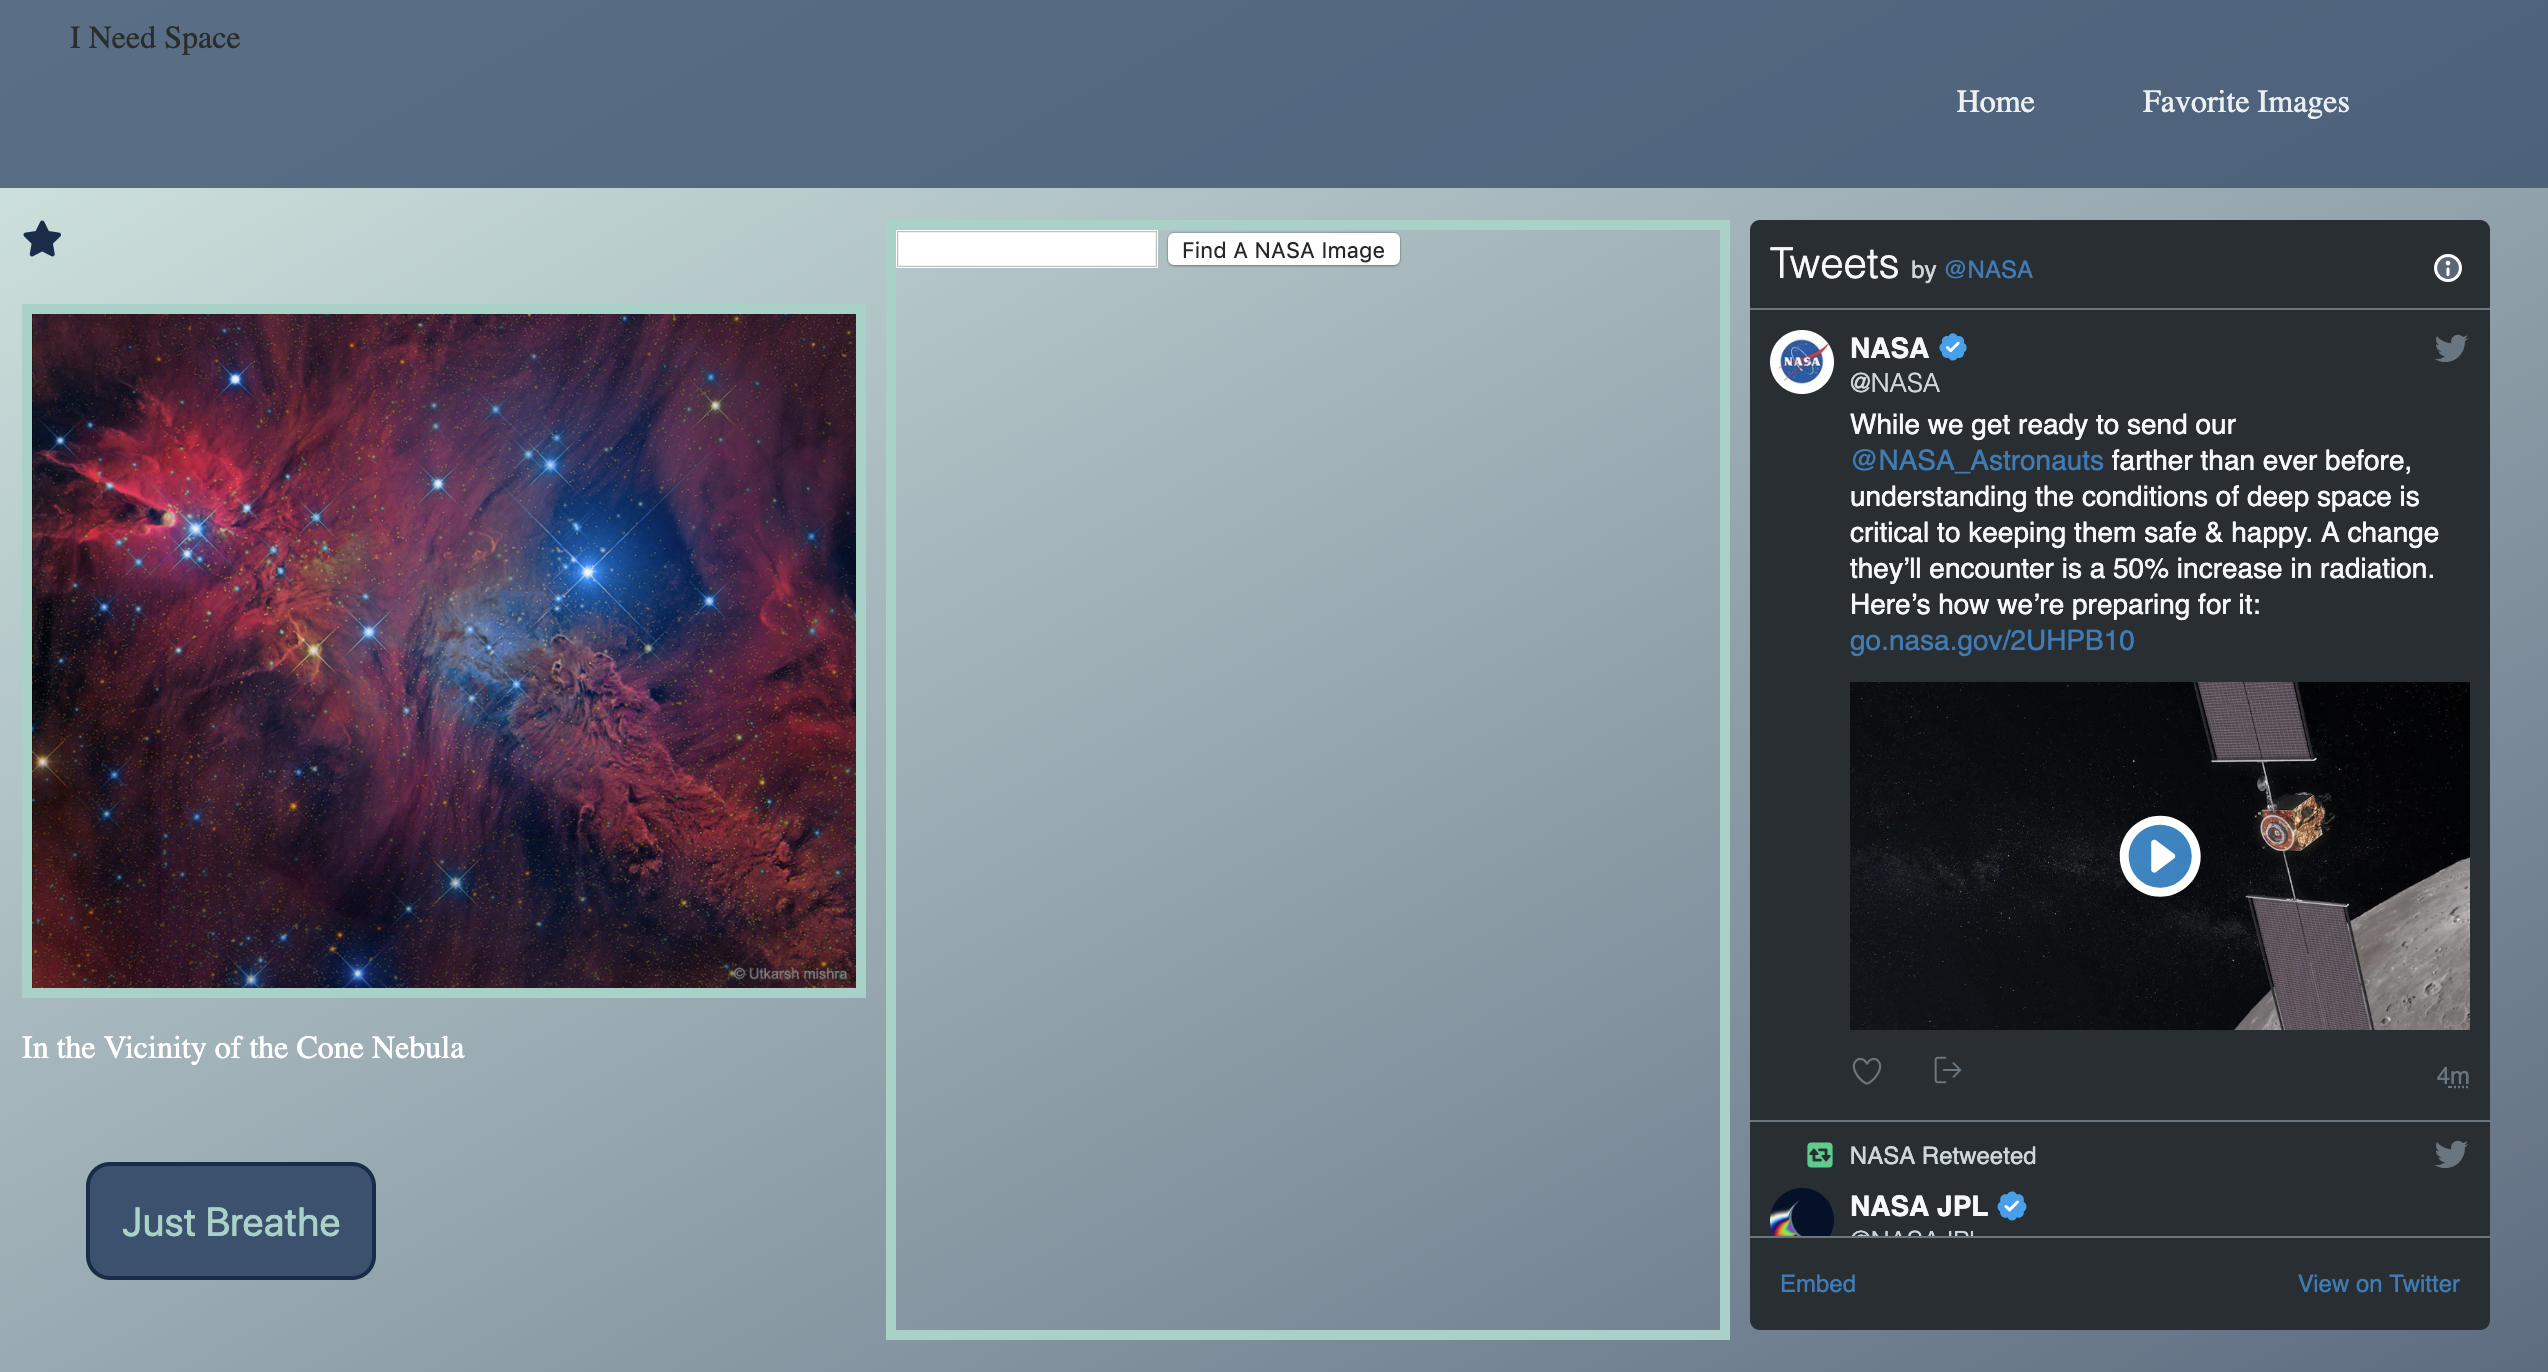 I Need Space
Home
Favorite Images
© Utkarsh mishra
In the Vicinity of the Cone Nebula
Just Breathe
Find A NASA Image
Tweets by @NASA
NASA
NASA
@NASA
While we get ready to send our
@NASA_Astronauts farther than ever before,
understanding the conditions of deep space is
critical to keeping them safe & happy. A change
they’ll encounter is a 50% increase in radiation.
Here’s how we’re preparing for it:
go.nasa.gov/2UHPB10
4m
NASA Retweeted
NASA JPL
@NASAJPL
Embed
View on Twitter